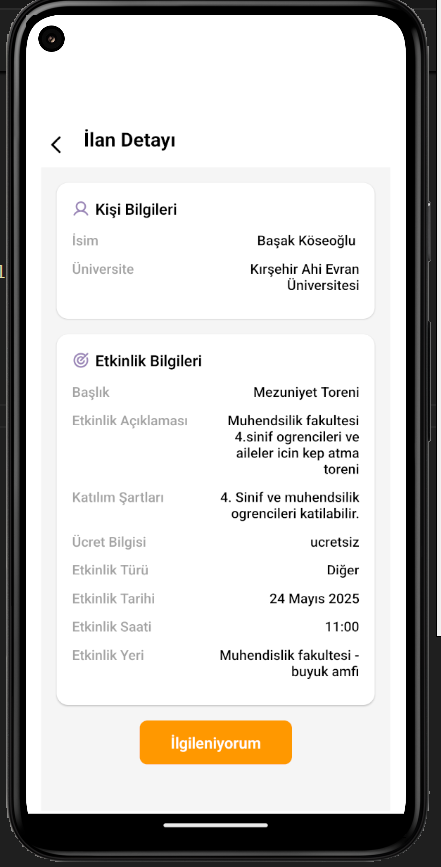 İlan Detayı
Kişi Bilgileri
İsim Başak Köseoğlu
Üniversite Kırşehir Ahi Evran
Üniversitesi
Etkinlik Bilgileri
Başlık Mezuniyet Toreni
Etkinlik Açıklaması Muhendsilik fakultesi
4.sinif ogrencileri ve
aileler icin kep atma
toreni
Katılım Şartları 4. Sinif ve muhendsilik
ogrencileri katilabilir.
Ücret Bilgisi ucretsiz
Etkinlik Türü Diğer
Etkinlik Tarihi 24 Mayıs 2025
Etkinlik Saati 11:00
Etkinlik Yeri Muhendislik fakultesi -
buyuk amfi
İlgileniyorum